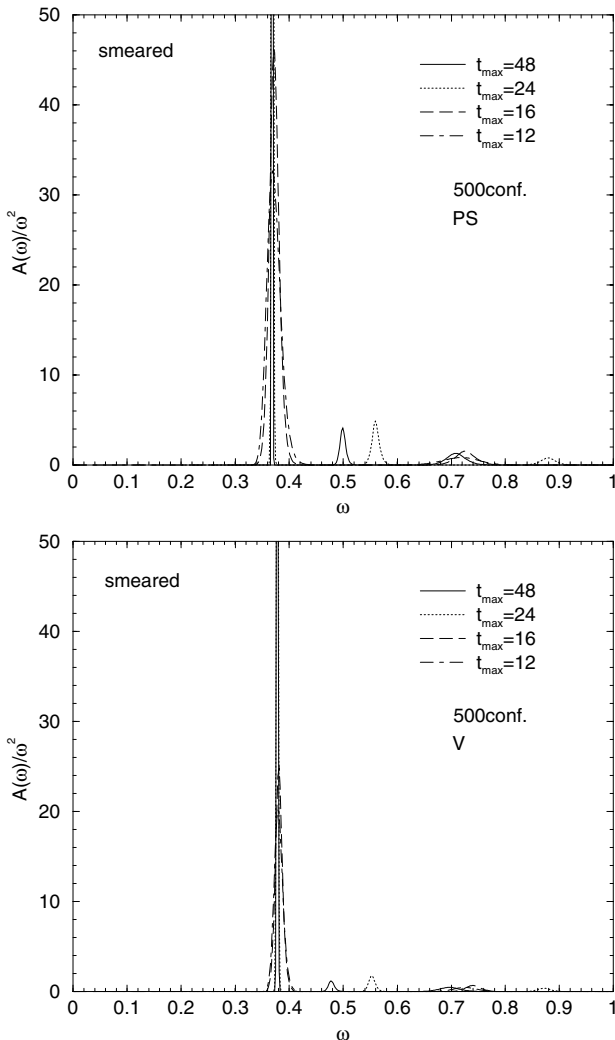 50
40
30
20
10
0
A(ω)/ω²
smeared
t_max=48
t_max=24
t_max=16
t_max=12
500conf.
PS
0 0.1 0.2 0.3 0.4 0.5 0.6 0.7 0.8 0.9 1
ω
50
40
30
20
10
0
A(ω)/ω²
smeared
t_max=48
t_max=24
t_max=16
t_max=12
500conf.
V
0 0.1 0.2 0.3 0.4 0.5 0.6 0.7 0.8 0.9 1
ω